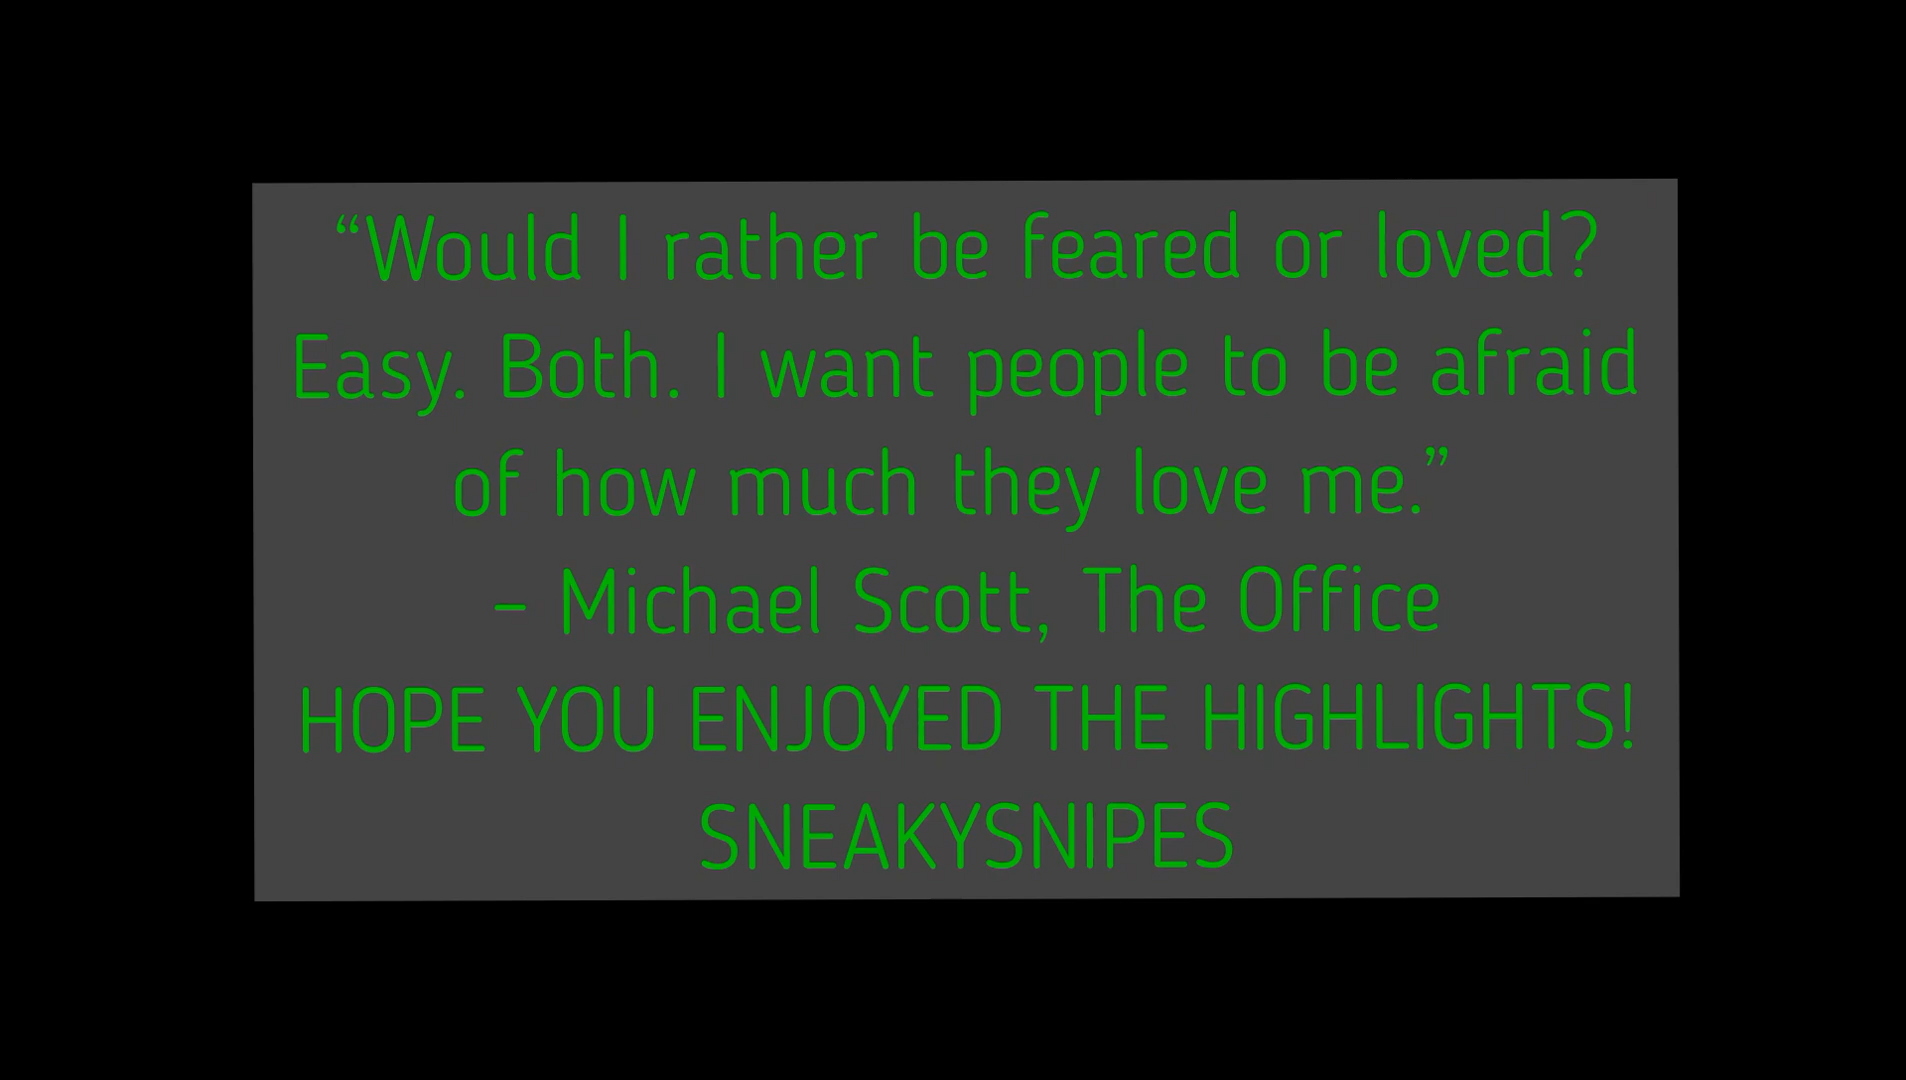 “Would I rather be feared or loved?
Easy. Both. I want people to be afraid
of how much they love me.”
– Michael Scott, The Office
HOPE YOU ENJOYED THE HIGHLIGHTS!
SNEAKYSNIPES